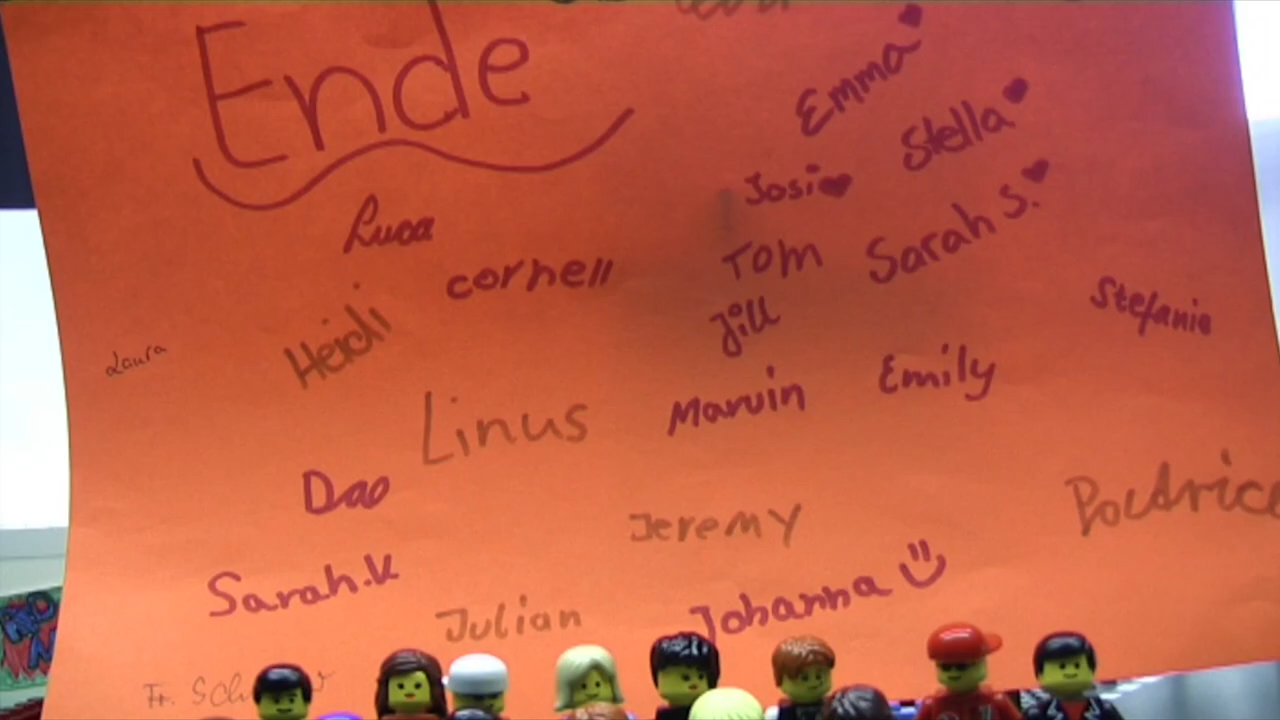 Ende
Emma
Stella
Josi
Luca
Tom
Sarah S.
cornell
Stefanie
Jill
Heidi
Laura
Emily
Marvin
Linus
Dao
Jeremy
Sarah.K
Johanna
Julian
Fr.